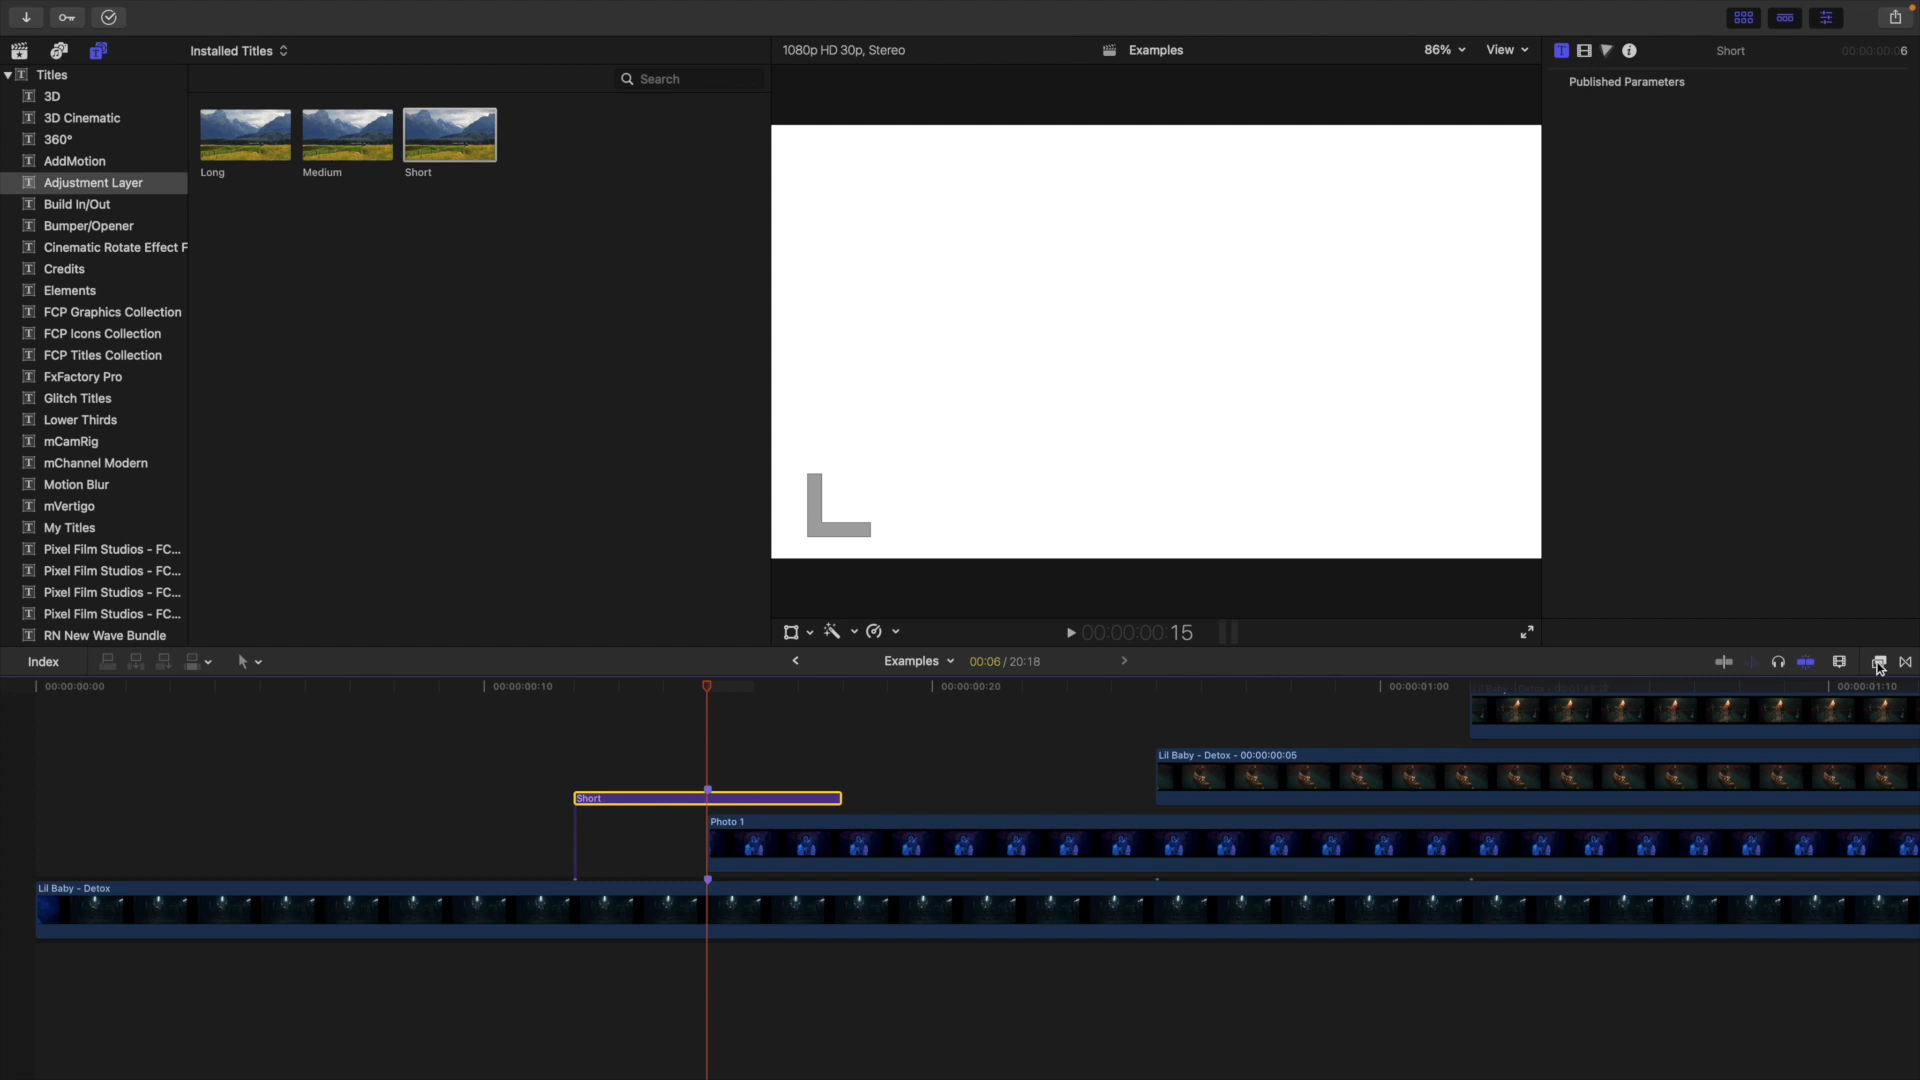 Installed Titles
1080p HD 30p, Stereo
Examples
86%
View
Short
00:00:00:06
Titles
Search
Published Parameters
3D
3D Cinematic
360°
AddMotion
Adjustment Layer
Build In/Out
Bumper/Opener
Cinematic Rotate Effect F
Credits
Elements
FCP Graphics Collection
FCP Icons Collection
FCP Titles Collection
FxFactory Pro
Glitch Titles
Lower Thirds
mCamRig
mChannel Modern
Motion Blur
mVertigo
My Titles
Pixel Film Studios - FC...
Pixel Film Studios - FC...
Pixel Film Studios - FC...
Pixel Film Studios - FC...
RN New Wave Bundle
Long
Medium
Short
00:00:00:15
Index
Examples
00:06 / 20:18
00:00:00:00
00:00:00:10
00:00:00:20
00:00:01:00
00:00:01:10
Lil Baby - Detox - 00:00:00:05
Short
Photo 1
Lil Baby - Detox